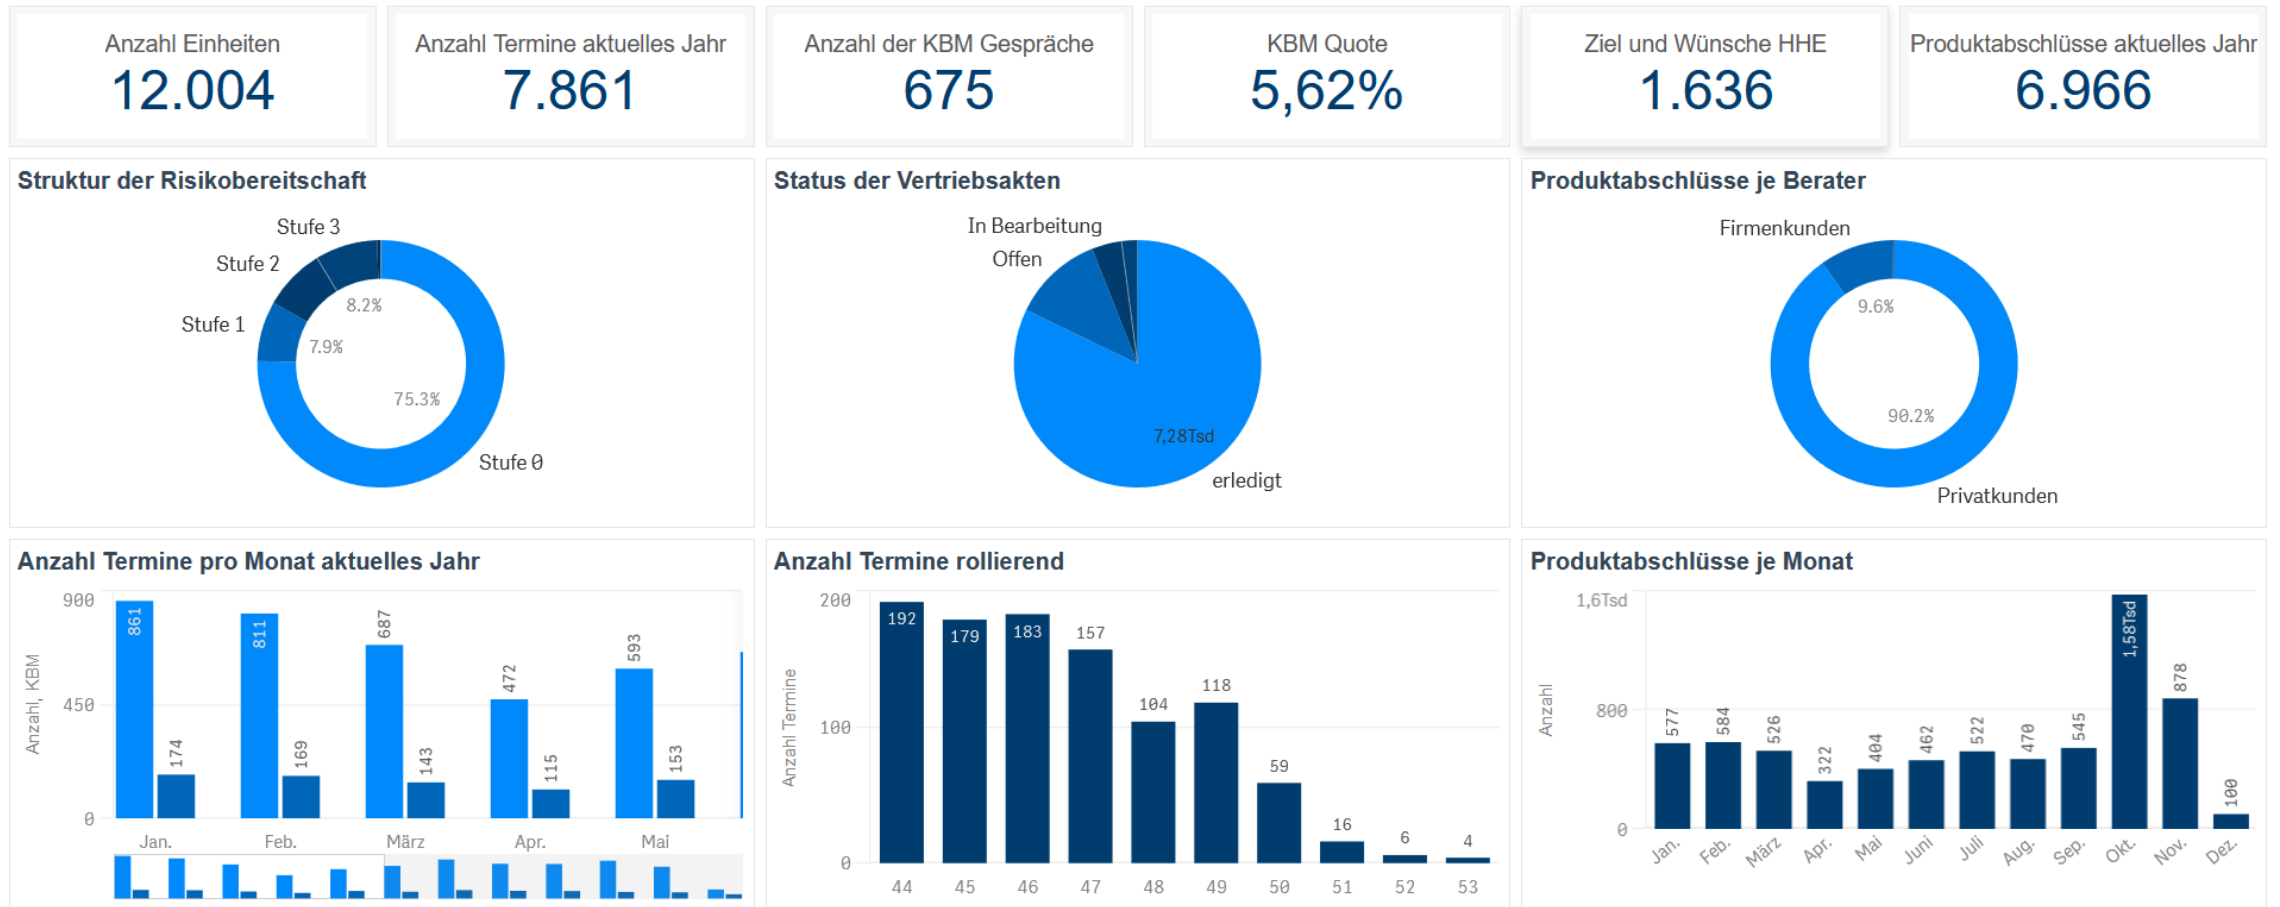 Anzahl Einheiten
12.004
Anzahl Termine aktuelles Jahr
7.861
Anzahl der KBM Gespräche
675
KBM Quote
5,62%
Ziel und Wünsche HHE
1.636
Produktabschlüsse aktuelles Jahr
6.966
Struktur der Risikobereitschaft
Stufe 3
Stufe 2
8.2%
Stufe 1
7.9%
75.3%
Stufe 0
Status der Vertriebsakten
In Bearbeitung
Offen
7,28Tsd
erledigt
Produktabschlüsse je Berater
Firmenkunden
9.6%
90.2%
Privatkunden
Anzahl Termine pro Monat aktuelles Jahr
Anzahl, KBM
900
450
0
861
174
811
169
687
143
472
115
593
153
Jan.
Feb.
März
Apr.
Mai
Anzahl Termine rollierend
Anzahl Termine
200
100
0
192
179
183
157
104
118
59
16
6
4
44
45
46
47
48
49
50
51
52
53
Produktabschlüsse je Monat
Anzahl
1,6Tsd
800
0
577
584
526
322
404
462
522
470
545
1,58Tsd
878
100
Jan.
Feb.
März
Apr.
Mai
Juni
Juli
Aug.
Sep.
Okt.
Nov.
Dez.